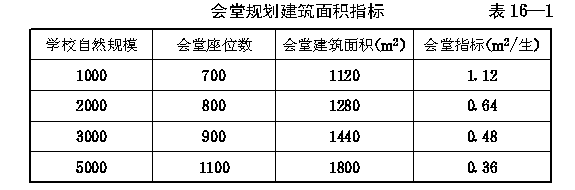 会堂规划建筑面积指标 表 16—1
学校自然规模 会堂座位数 会堂建筑面积(m²) 会堂指标(m²/生)
1000 700 1120 1.12
2000 800 1280 0.64
3000 900 1440 0.48
5000 1100 1800 0.36